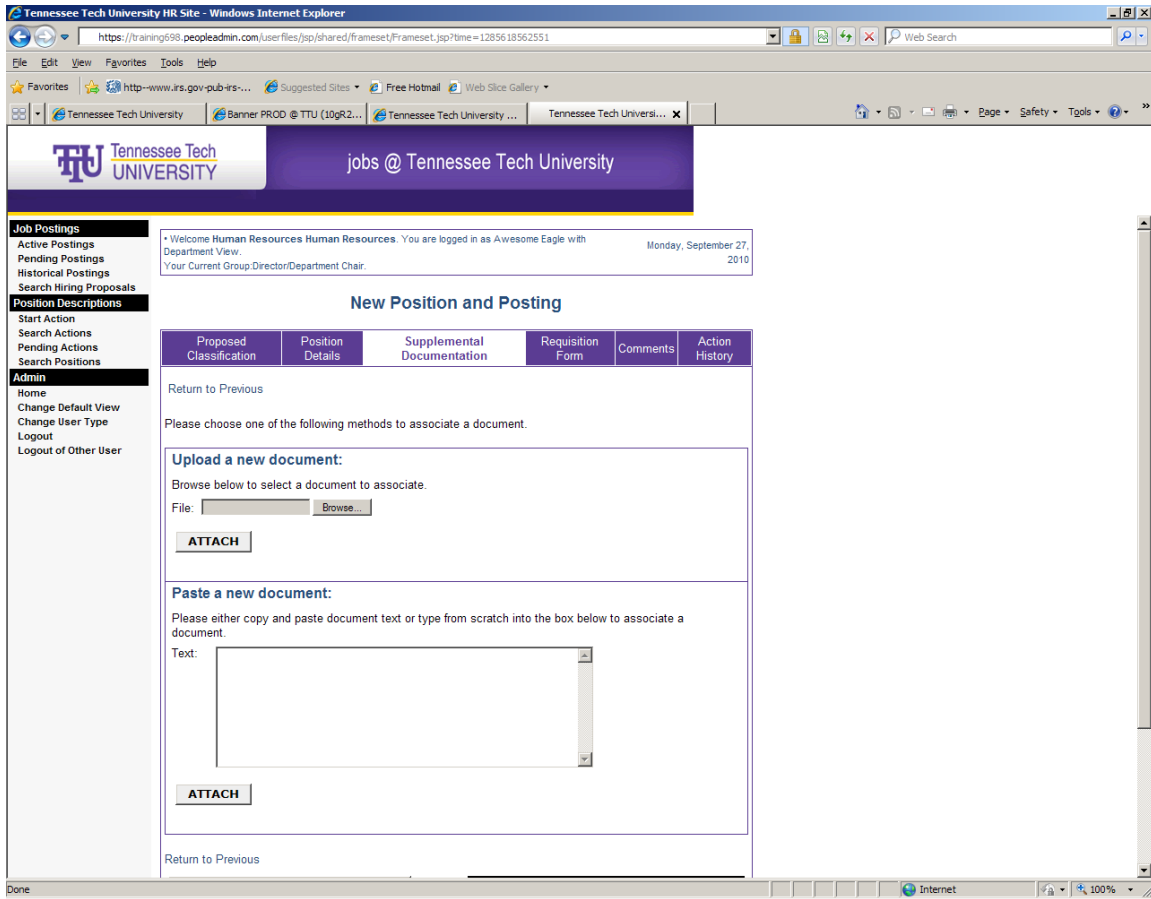 Tennessee Tech University HR Site - Windows Internet Explorer
https://training698.peopleadmin.com/userfiles/jsp/shared/frameset/Frameset.jsp?time=1285618562551
Web Search
File Edit View Favorites Tools Help
Favorites http--www.irs.gov-pub-irs-... Suggested Sites Free Hotmail Web Slice Gallery
Tennessee Tech University Banner PROD @ TTU (10gR2... Tennessee Tech University ... Tennessee Tech Universi... X Page Safety Tools »
TTU Tennessee Tech
UNIVERSITY
jobs @ Tennessee Tech University
Job Postings
Active Postings
Pending Postings
Historical Postings
Search Hiring Proposals
Position Descriptions
Start Action
Search Actions
Pending Actions
Search Positions
Admin
Home
Change Default View
Change User Type
Logout
Logout of Other User
• Welcome Human Resources Human Resources. You are logged in as Awesome Eagle with
Department View.
Your Current Group:Director/Department Chair.
Monday, September 27,
2010
New Position and Posting
Proposed
Classification
Position
Details
Supplemental
Documentation
Requisition
Form
Comments
Action
History
Return to Previous
Please choose one of the following methods to associate a document.
Upload a new document:
Browse below to select a document to associate.
File: Browse...
ATTACH
Paste a new document:
Please either copy and paste document text or type from scratch into the box below to associate a
document.
Text:
ATTACH
Return to Previous
Done Internet 100%